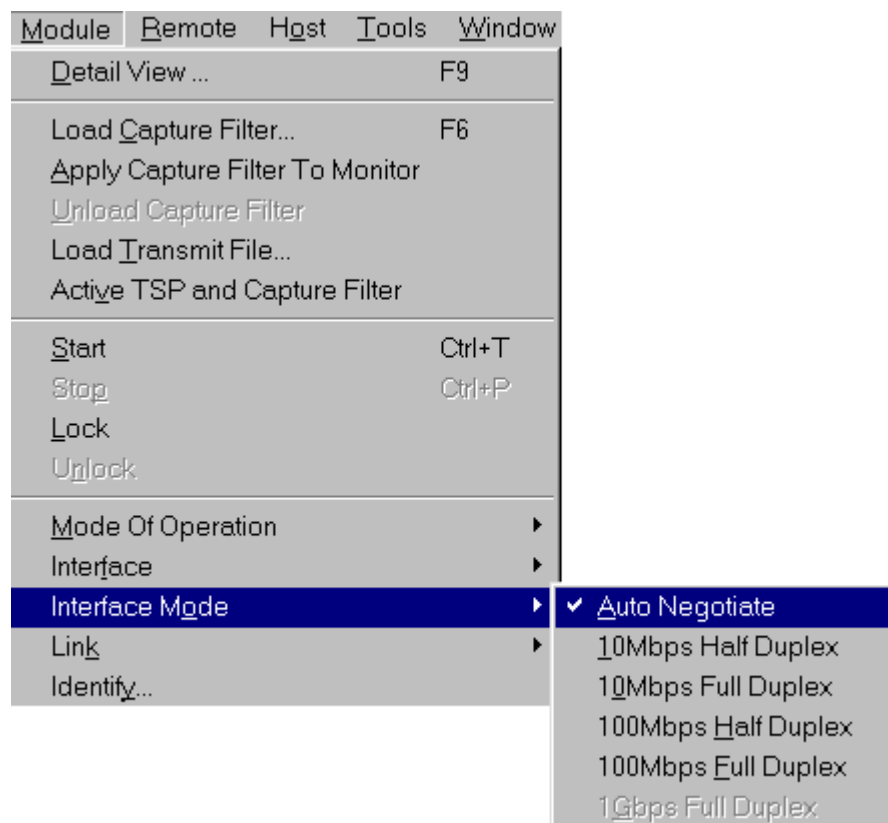 Module Remote Host Tools Window
Detail View ... F9
Load Capture Filter... F6
Apply Capture Filter To Monitor
Unload Capture Filter
Load Transmit File...
Active TSP and Capture Filter
Start Ctrl+T
Stop Ctrl+P
Lock
Unlock
Mode Of Operation
Interface
Interface Mode
Link
Identify...
Auto Negotiate
10Mbps Half Duplex
10Mbps Full Duplex
100Mbps Half Duplex
100Mbps Full Duplex
1Gbps Full Duplex